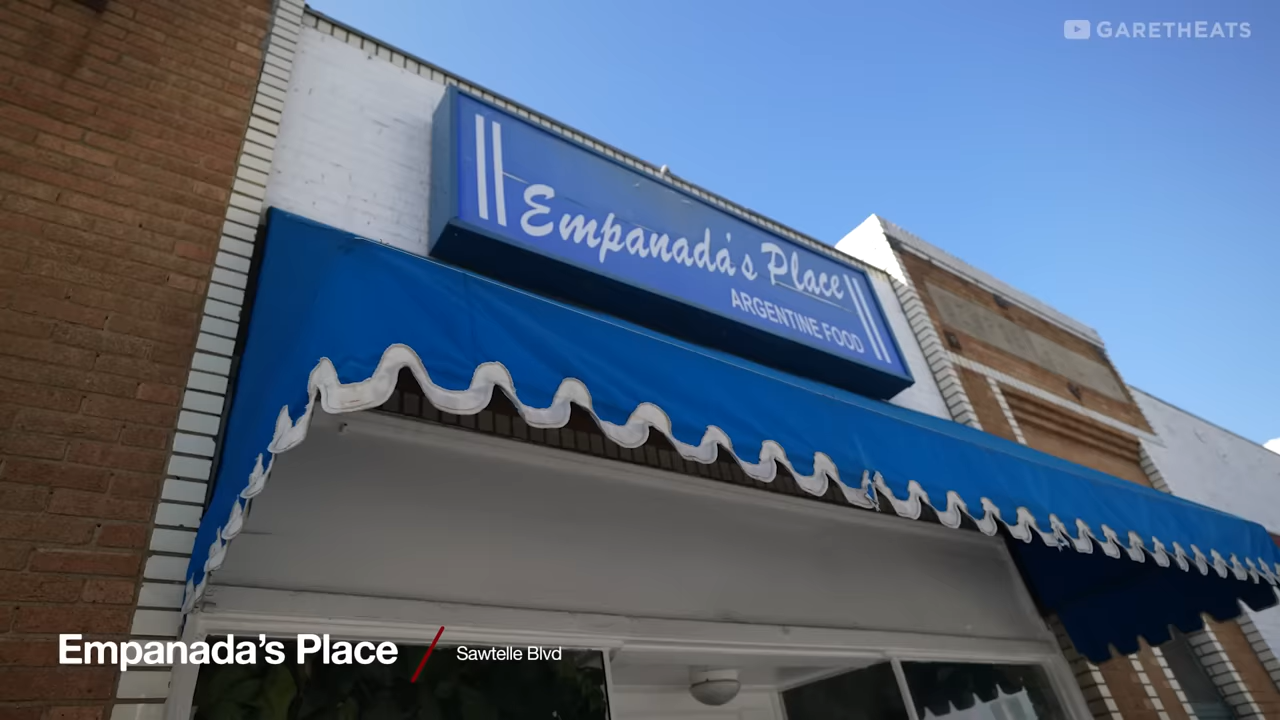 GARETHEATS
Empanada's Place
ARGENTINE FOOD
Empanada's Place
Sawtelle Blvd